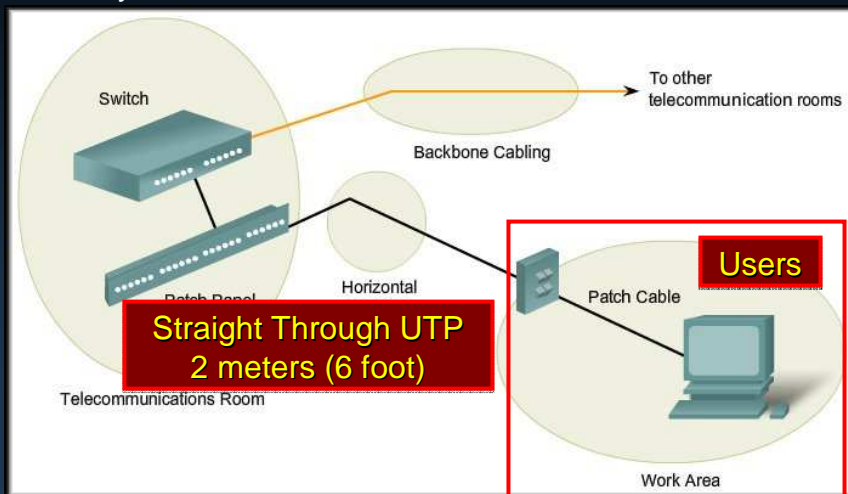 Switch
To other
telecommunication rooms
Backbone Cabling
Users
Horizontal
Patch Cable
Straight Through UTP
2 meters (6 foot)
Telecommunications Room
Work Area